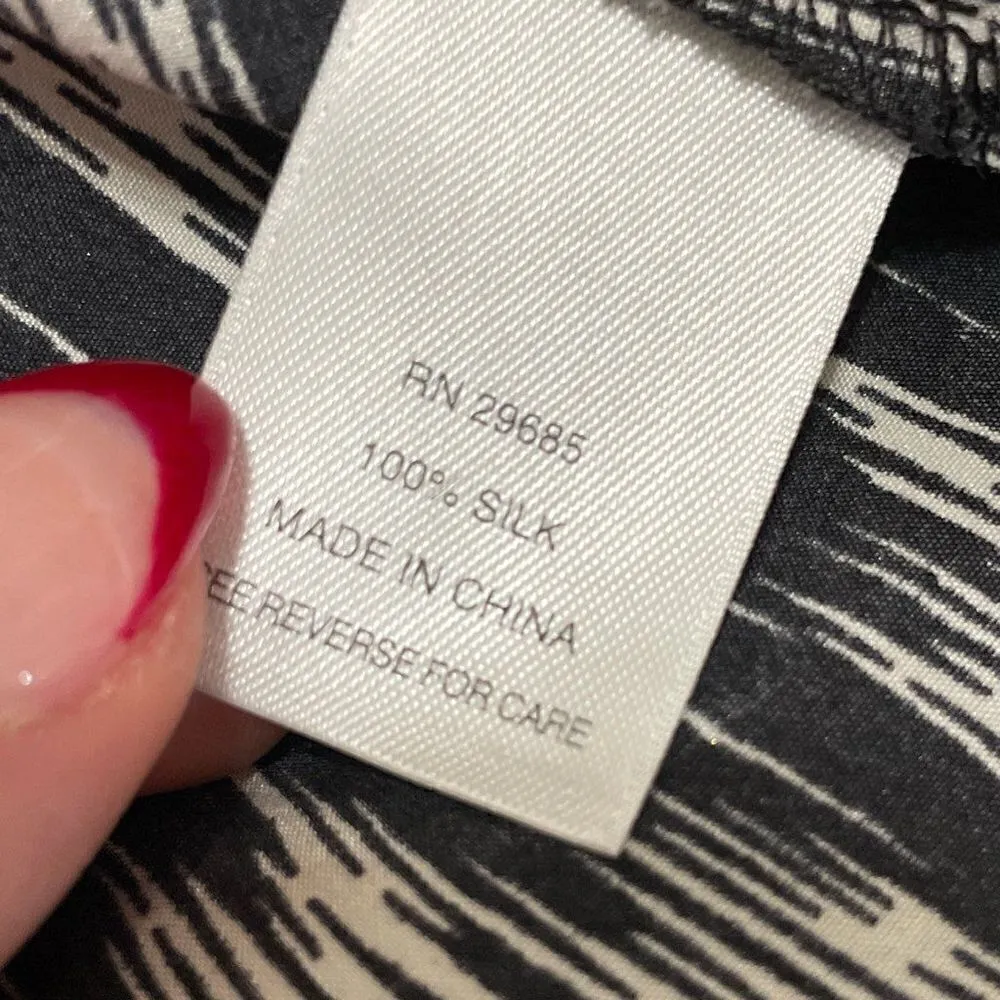 RN 29685
100% SILK
MADE IN CHINA
SEE REVERSE FOR CARE